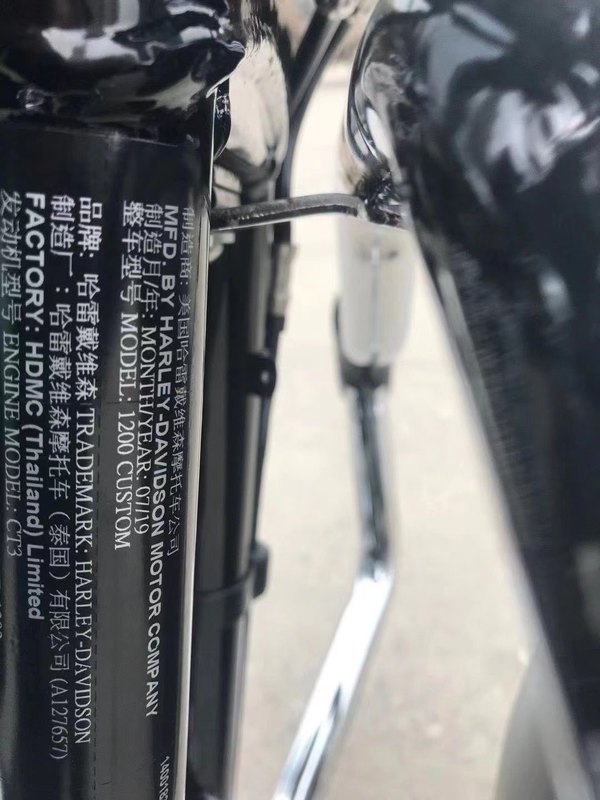 制造商: 美国哈雷戴维森摩托车公司
MFD BY HARLEY-DAVIDSON MOTOR COMPANY
制造月/年: MONTH/YEAR: 07/19
整车型号 MODEL: 1200 CUSTOM
品牌: 哈雷戴维森 TRADEMARK: HARLEY-DAVIDSON
制造厂: 哈雷戴维森摩托车 (泰国) 有限公司 (A127657)
FACTORY: HDMC (Thailand) Limited
发动机型号 ENGINE MODEL: CT3